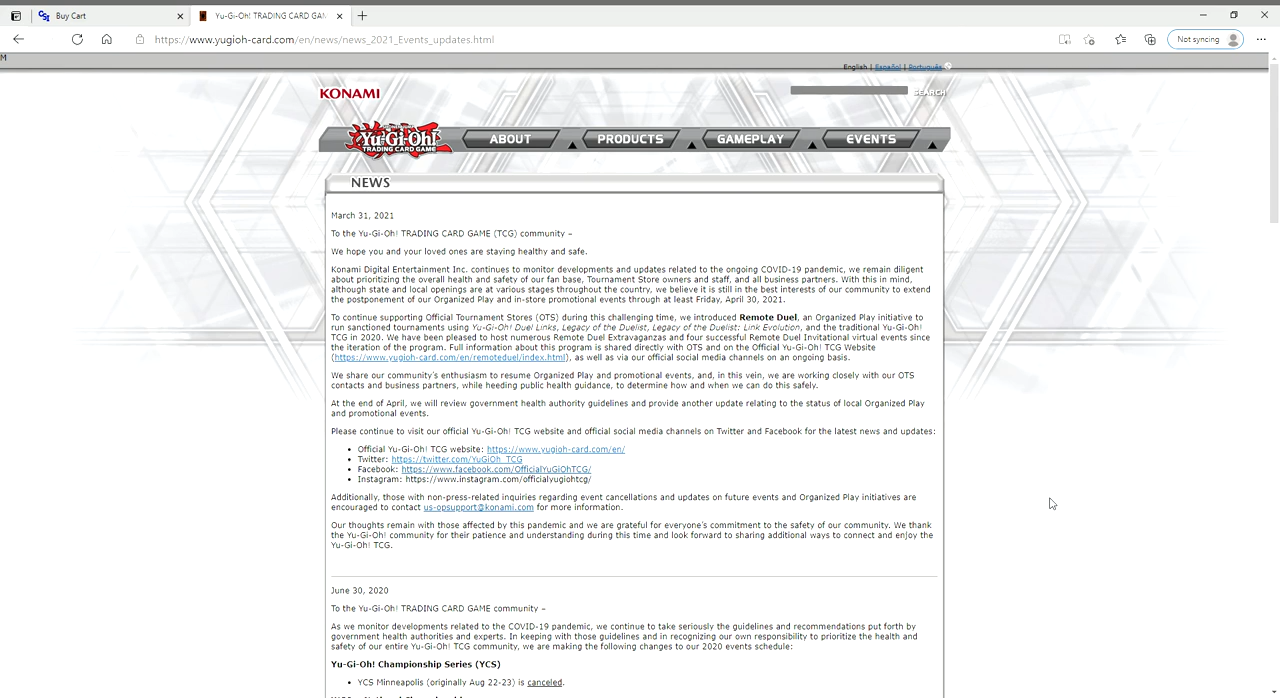 Buy Cart
Yu-Gi-Oh! TRADING CARD GAM
https://www.yugioh-card.com/en/news/news_2021_Events_updates.html
Not syncing
M
English | Español | Português
KONAMI
SEARCH
Yu-Gi-Oh!
TRADING CARD GAME
ABOUT
PRODUCTS
GAMEPLAY
EVENTS
NEWS
March 31, 2021
To the Yu-Gi-Oh! TRADING CARD GAME (TCG) community –
We hope you and your loved ones are staying healthy and safe.
Konami Digital Entertainment Inc. continues to monitor developments and updates related to the ongoing COVID-19 pandemic, we remain diligent
about prioritizing the overall health and safety of our fan base, Tournament Store owners and staff, and all business partners. With this in mind,
although state and local openings are at various stages throughout the country, we believe it is still in the best interests of our community to extend
the postponement of our Organized Play and in-store promotional events through at least Friday, April 30, 2021.
To continue supporting Official Tournament Stores (OTS) during this challenging time, we introduced Remote Duel, an Organized Play initiative to
run sanctioned tournaments using Yu-Gi-Oh! Duel Links, Legacy of the Duelist, Legacy of the Duelist: Link Evolution, and the traditional Yu-Gi-Oh!
TCG in 2020. We have been pleased to host numerous Remote Duel Extravaganzas and four successful Remote Duel Invitational virtual events since
the iteration of the program. Full information about this program is shared directly with OTS and on the Official Yu-Gi-Oh! TCG Website
(https://www.yugioh-card.com/en/remoteduel/index.html), as well as via our official social media channels on an ongoing basis.
We share our community's enthusiasm to resume Organized Play and promotional events, and, in this vein, we are working closely with our OTS
contacts and business partners, while heeding public health guidance, to determine how and when we can do this safely.
At the end of April, we will review government health authority guidelines and provide another update relating to the status of local Organized Play
and promotional events.
Please continue to visit our official Yu-Gi-Oh! TCG website and official social media channels on Twitter and Facebook for the latest news and updates:
• Official Yu-Gi-Oh! TCG website: https://www.yugioh-card.com/en/
• Twitter: https://twitter.com/YuGiOh_TCG
• Facebook: https://www.facebook.com/OfficialYuGiOhTCG/
• Instagram: https://www.instagram.com/officialyugiohtcg/
Additionally, those with non-press-related inquiries regarding event cancellations and updates on future events and Organized Play initiatives are
encouraged to contact us-opsupport@konami.com for more information.
Our thoughts remain with those affected by this pandemic and we are grateful for everyone's commitment to the safety of our community. We thank
the Yu-Gi-Oh! community for their patience and understanding during this time and look forward to sharing additional ways to connect and enjoy the
Yu-Gi-Oh! TCG.
June 30, 2020
To the Yu-Gi-Oh! TRADING CARD GAME community –
As we monitor developments related to the COVID-19 pandemic, we continue to take seriously the guidelines and recommendations put forth by
government health authorities and experts. In keeping with those guidelines and in recognizing our own responsibility to prioritize the health and
safety of our entire Yu-Gi-Oh! TCG community, we are making the following changes to our 2020 events schedule:
Yu-Gi-Oh! Championship Series (YCS)
• YCS Minneapolis (originally Aug 22-23) is canceled.